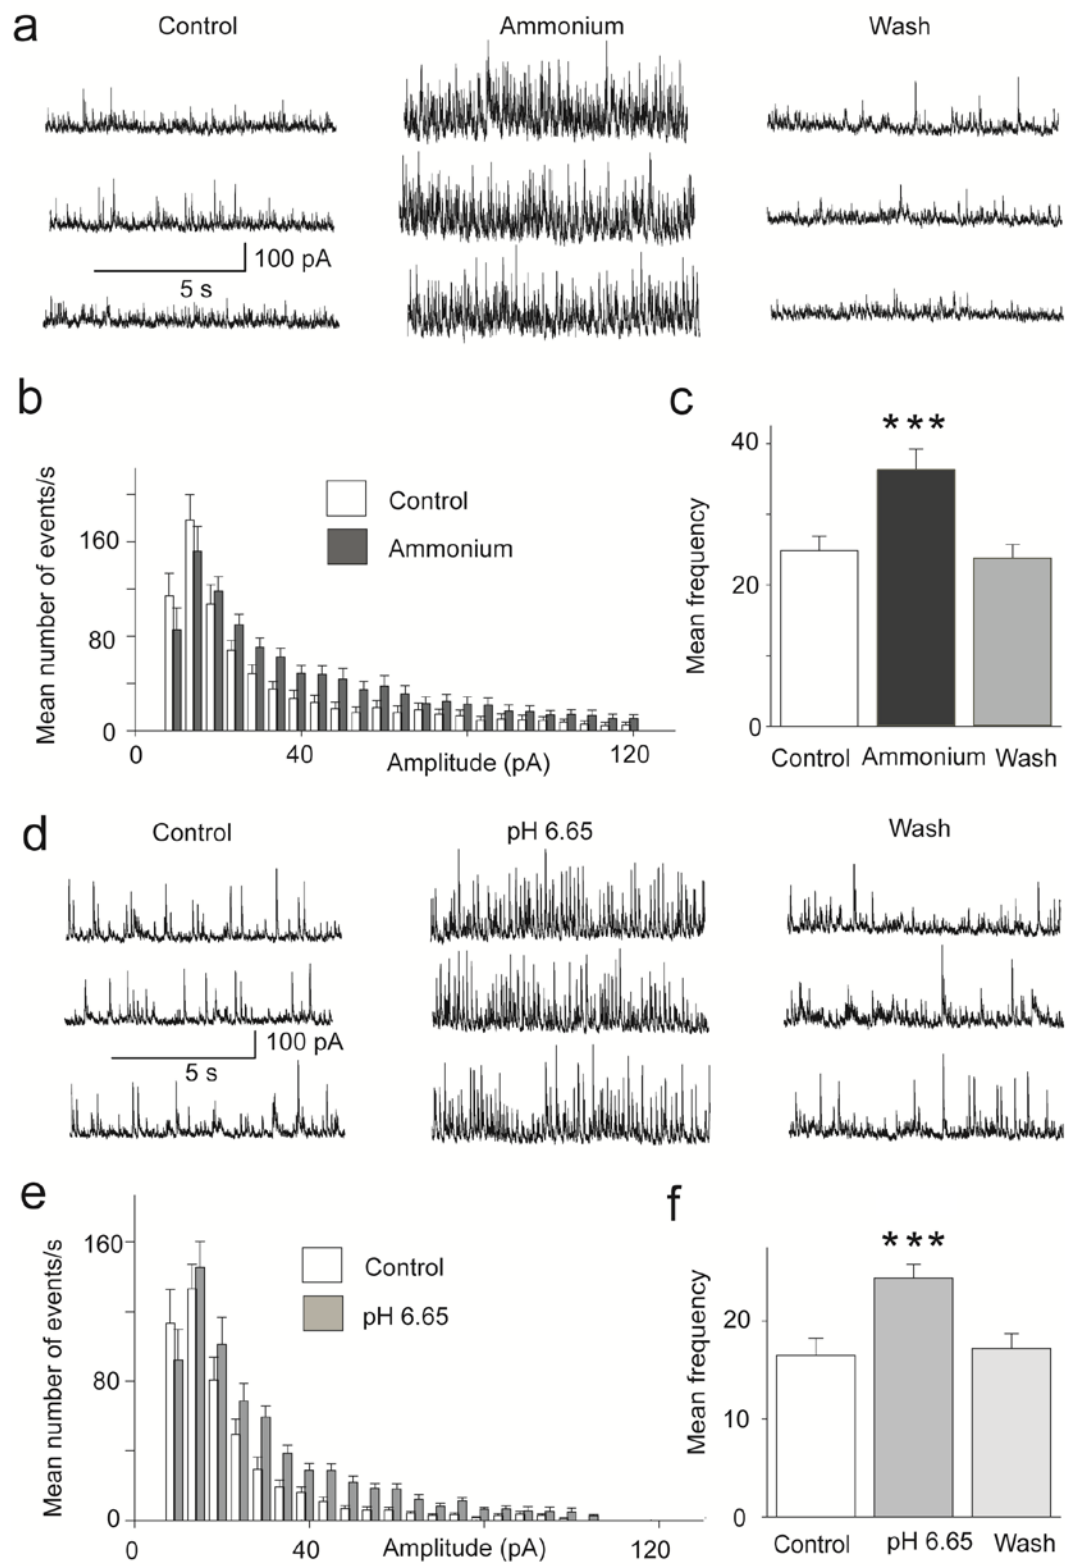 a
Control
Ammonium
Wash
100 pA
5 s
b
c
Mean number of events/s
160
80
0
0
40
120
Amplitude (pA)
Control
Ammonium
Mean frequency
40
20
0
***
Control
Ammonium
Wash
d
Control
pH 6.65
Wash
100 pA
5 s
e
f
Mean number of events/s
160
80
0
0
40
120
Amplitude (pA)
Control
pH 6.65
Mean frequency
20
10
0
***
Control
pH 6.65
Wash